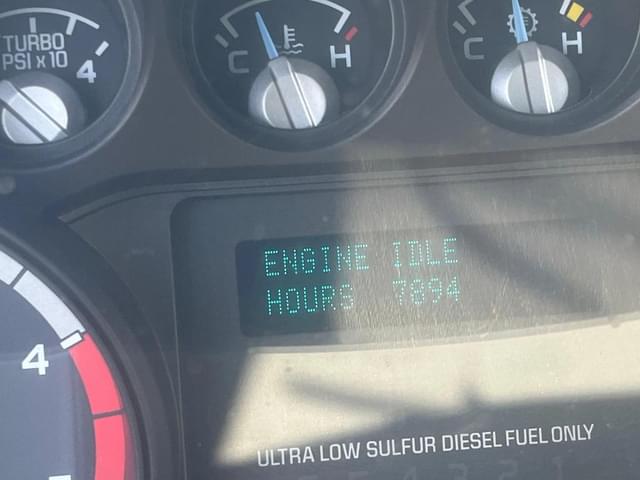 TURBO
PSI x 10
4
C
H
C
H
ENGINE IDLE
HOURS 7894
4
ULTRA LOW SULFUR DIESEL FUEL ONLY